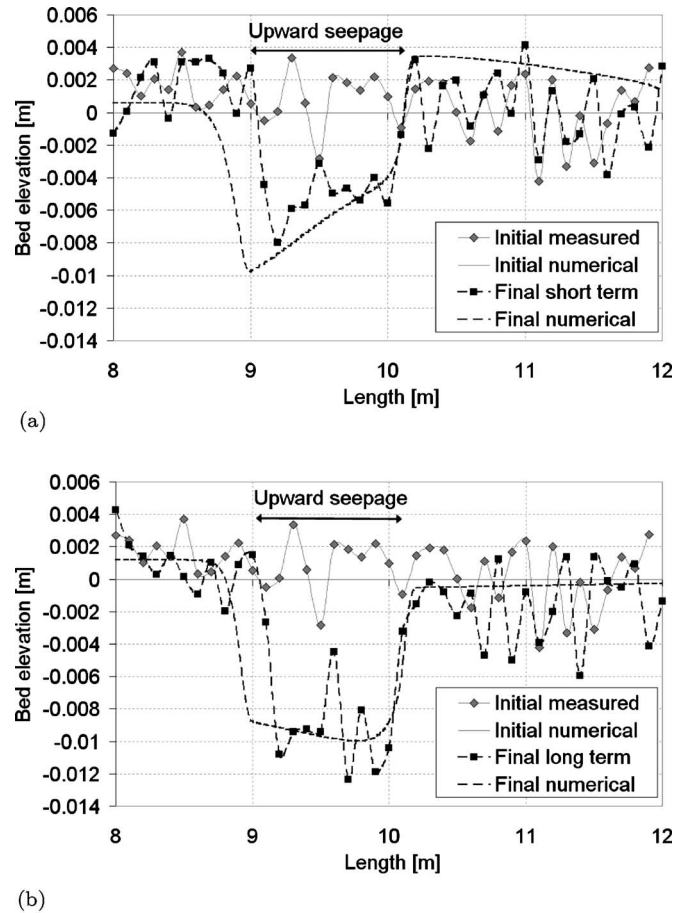 0.006
0.004
0.002
0
-0.002
-0.004
-0.006
-0.008
-0.01
-0.012
-0.014
Bed elevation [m]
Upward seepage
Initial measured
Initial numerical
Final short term
Final numerical
8
9
10
11
12
Length [m]
(a)
0.006
0.004
0.002
0
-0.002
-0.004
-0.006
-0.008
-0.01
-0.012
-0.014
Bed elevation [m]
Upward seepage
Initial measured
Initial numerical
Final long term
Final numerical
8
9
10
11
12
Length [m]
(b)